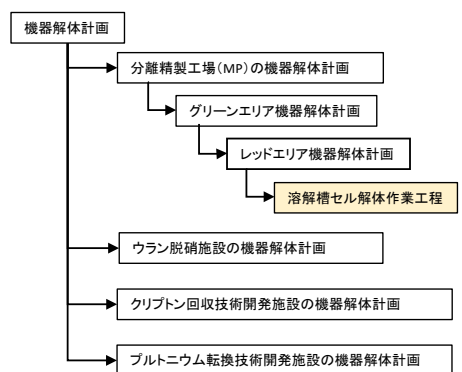 機器解体計画
分離精製工場(MP)の機器解体計画
グリーンエリア機器解体計画
レッドエリア機器解体計画
溶解槽セル解体作業工程
ウラン脱硝施設の機器解体計画
クリプトン回収技術開発施設の機器解体計画
プルトニウム転換技術開発施設の機器解体計画